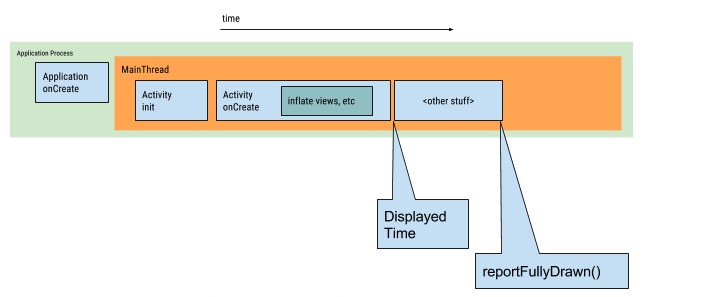 time
Application Process
MainThread
Application
onCreate
Activity
init
Activity
onCreate
inflate views, etc
<other stuff>
Displayed
Time
reportFullyDrawn()